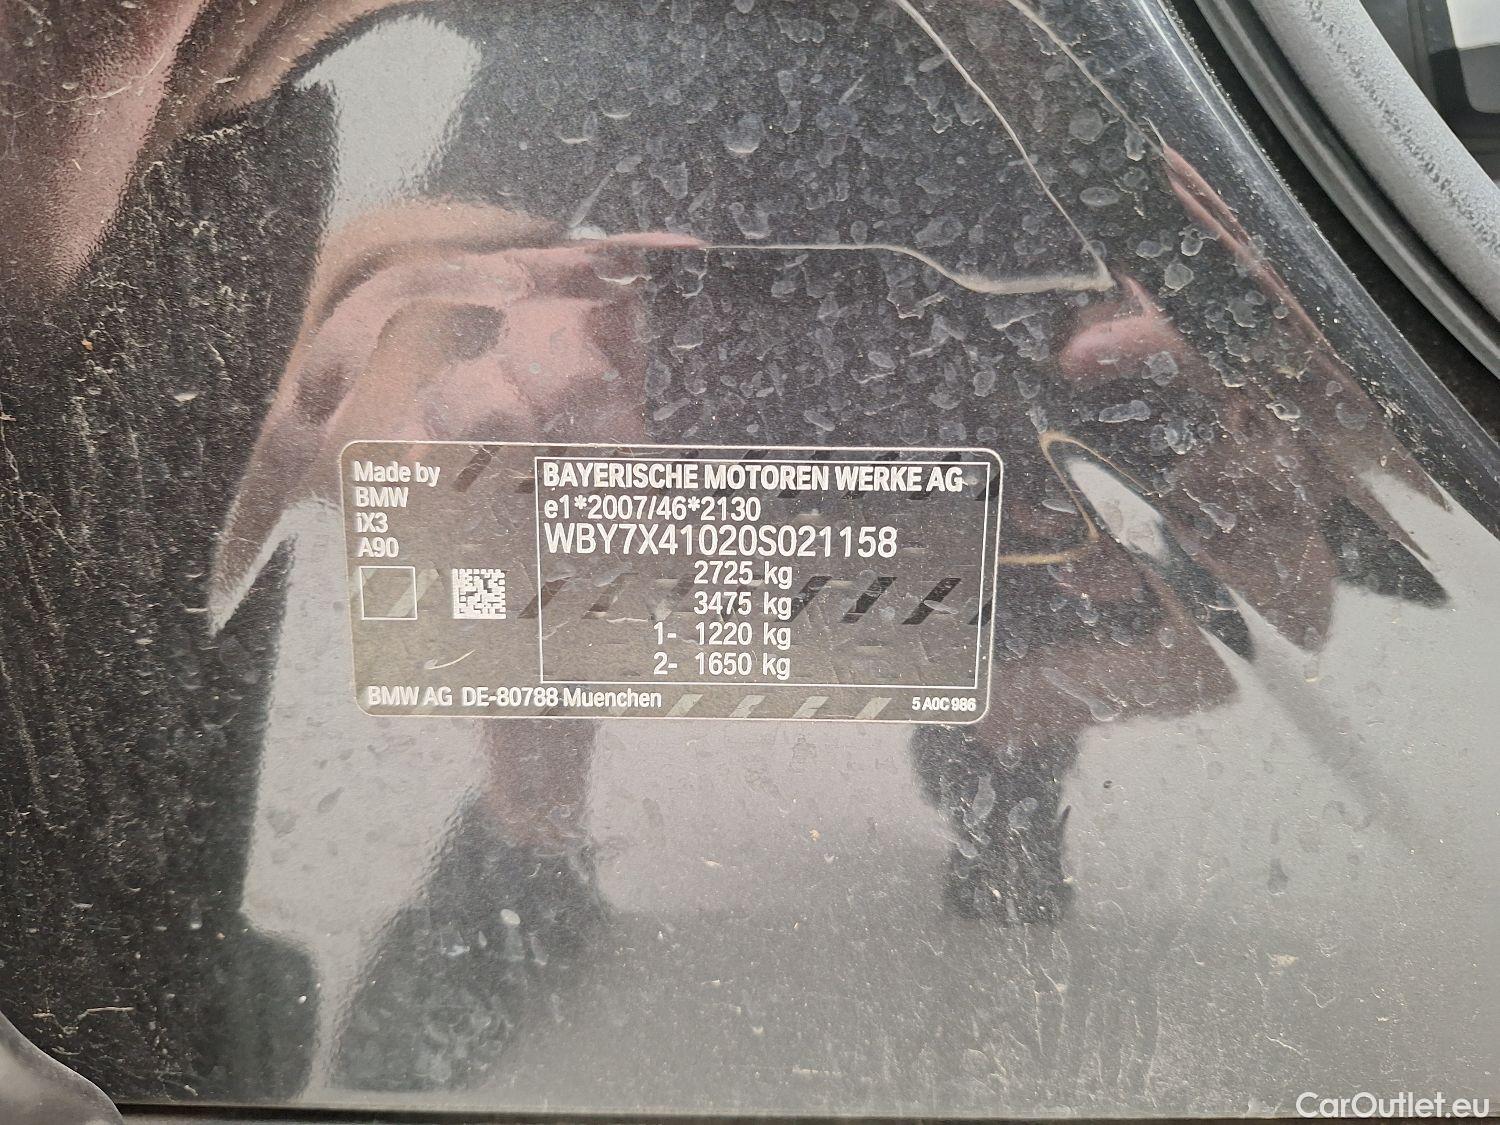 Made by
BMW
iX3
A90
BAYERISCHE MOTOREN WERKE AG
e1*2007/46*2130
WBY7X41020S021158
2725 kg
3475 kg
1- 1220 kg
2- 1650 kg
BMW AG DE-80788 Muenchen
5 A0C 986
CarOutlet.eu